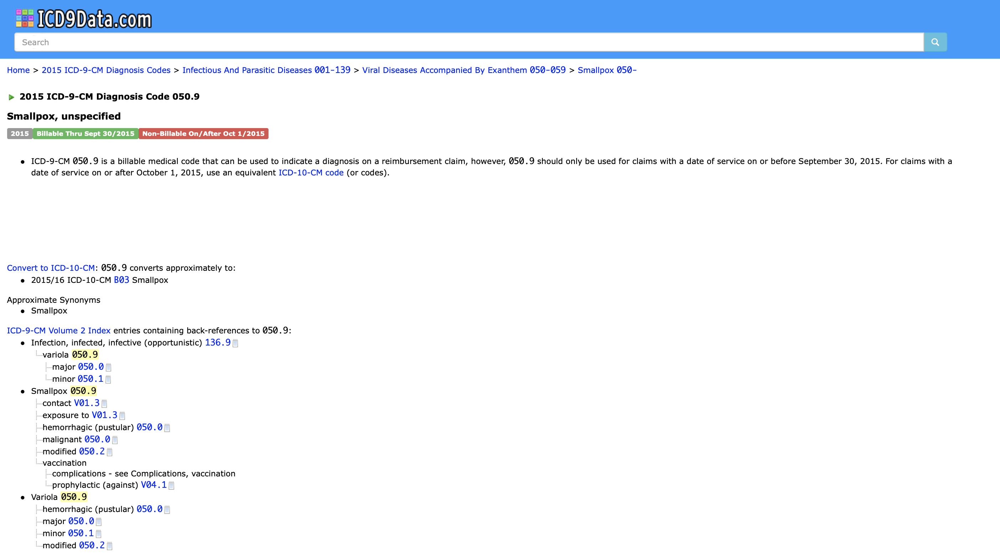 ICD9Data.com
Search
Home > 2015 ICD-9-CM Diagnosis Codes > Infectious And Parasitic Diseases 001-139 > Viral Diseases Accompanied By Exanthem 050-059 > Smallpox 050-
2015 ICD-9-CM Diagnosis Code 050.9
Smallpox, unspecified
2015 Billable Thru Sept 30/2015 Non-Billable On/After Oct 1/2015
• ICD-9-CM 050.9 is a billable medical code that can be used to indicate a diagnosis on a reimbursement claim, however, 050.9 should only be used for claims with a date of service on or before September 30, 2015. For claims with a
date of service on or after October 1, 2015, use an equivalent ICD-10-CM code (or codes).
Convert to ICD-10-CM: 050.9 converts approximately to:
• 2015/16 ICD-10-CM B03 Smallpox
Approximate Synonyms
• Smallpox
ICD-9-CM Volume 2 Index entries containing back-references to 050.9:
• Infection, infected, infective (opportunistic) 136.9
variola 050.9
major 050.0
minor 050.1
• Smallpox 050.9
contact V01.3
exposure to V01.3
hemorrhagic (pustular) 050.0
malignant 050.0
modified 050.2
vaccination
complications - see Complications, vaccination
prophylactic (against) V04.1
• Variola 050.9
hemorrhagic (pustular) 050.0
major 050.0
minor 050.1
modified 050.2